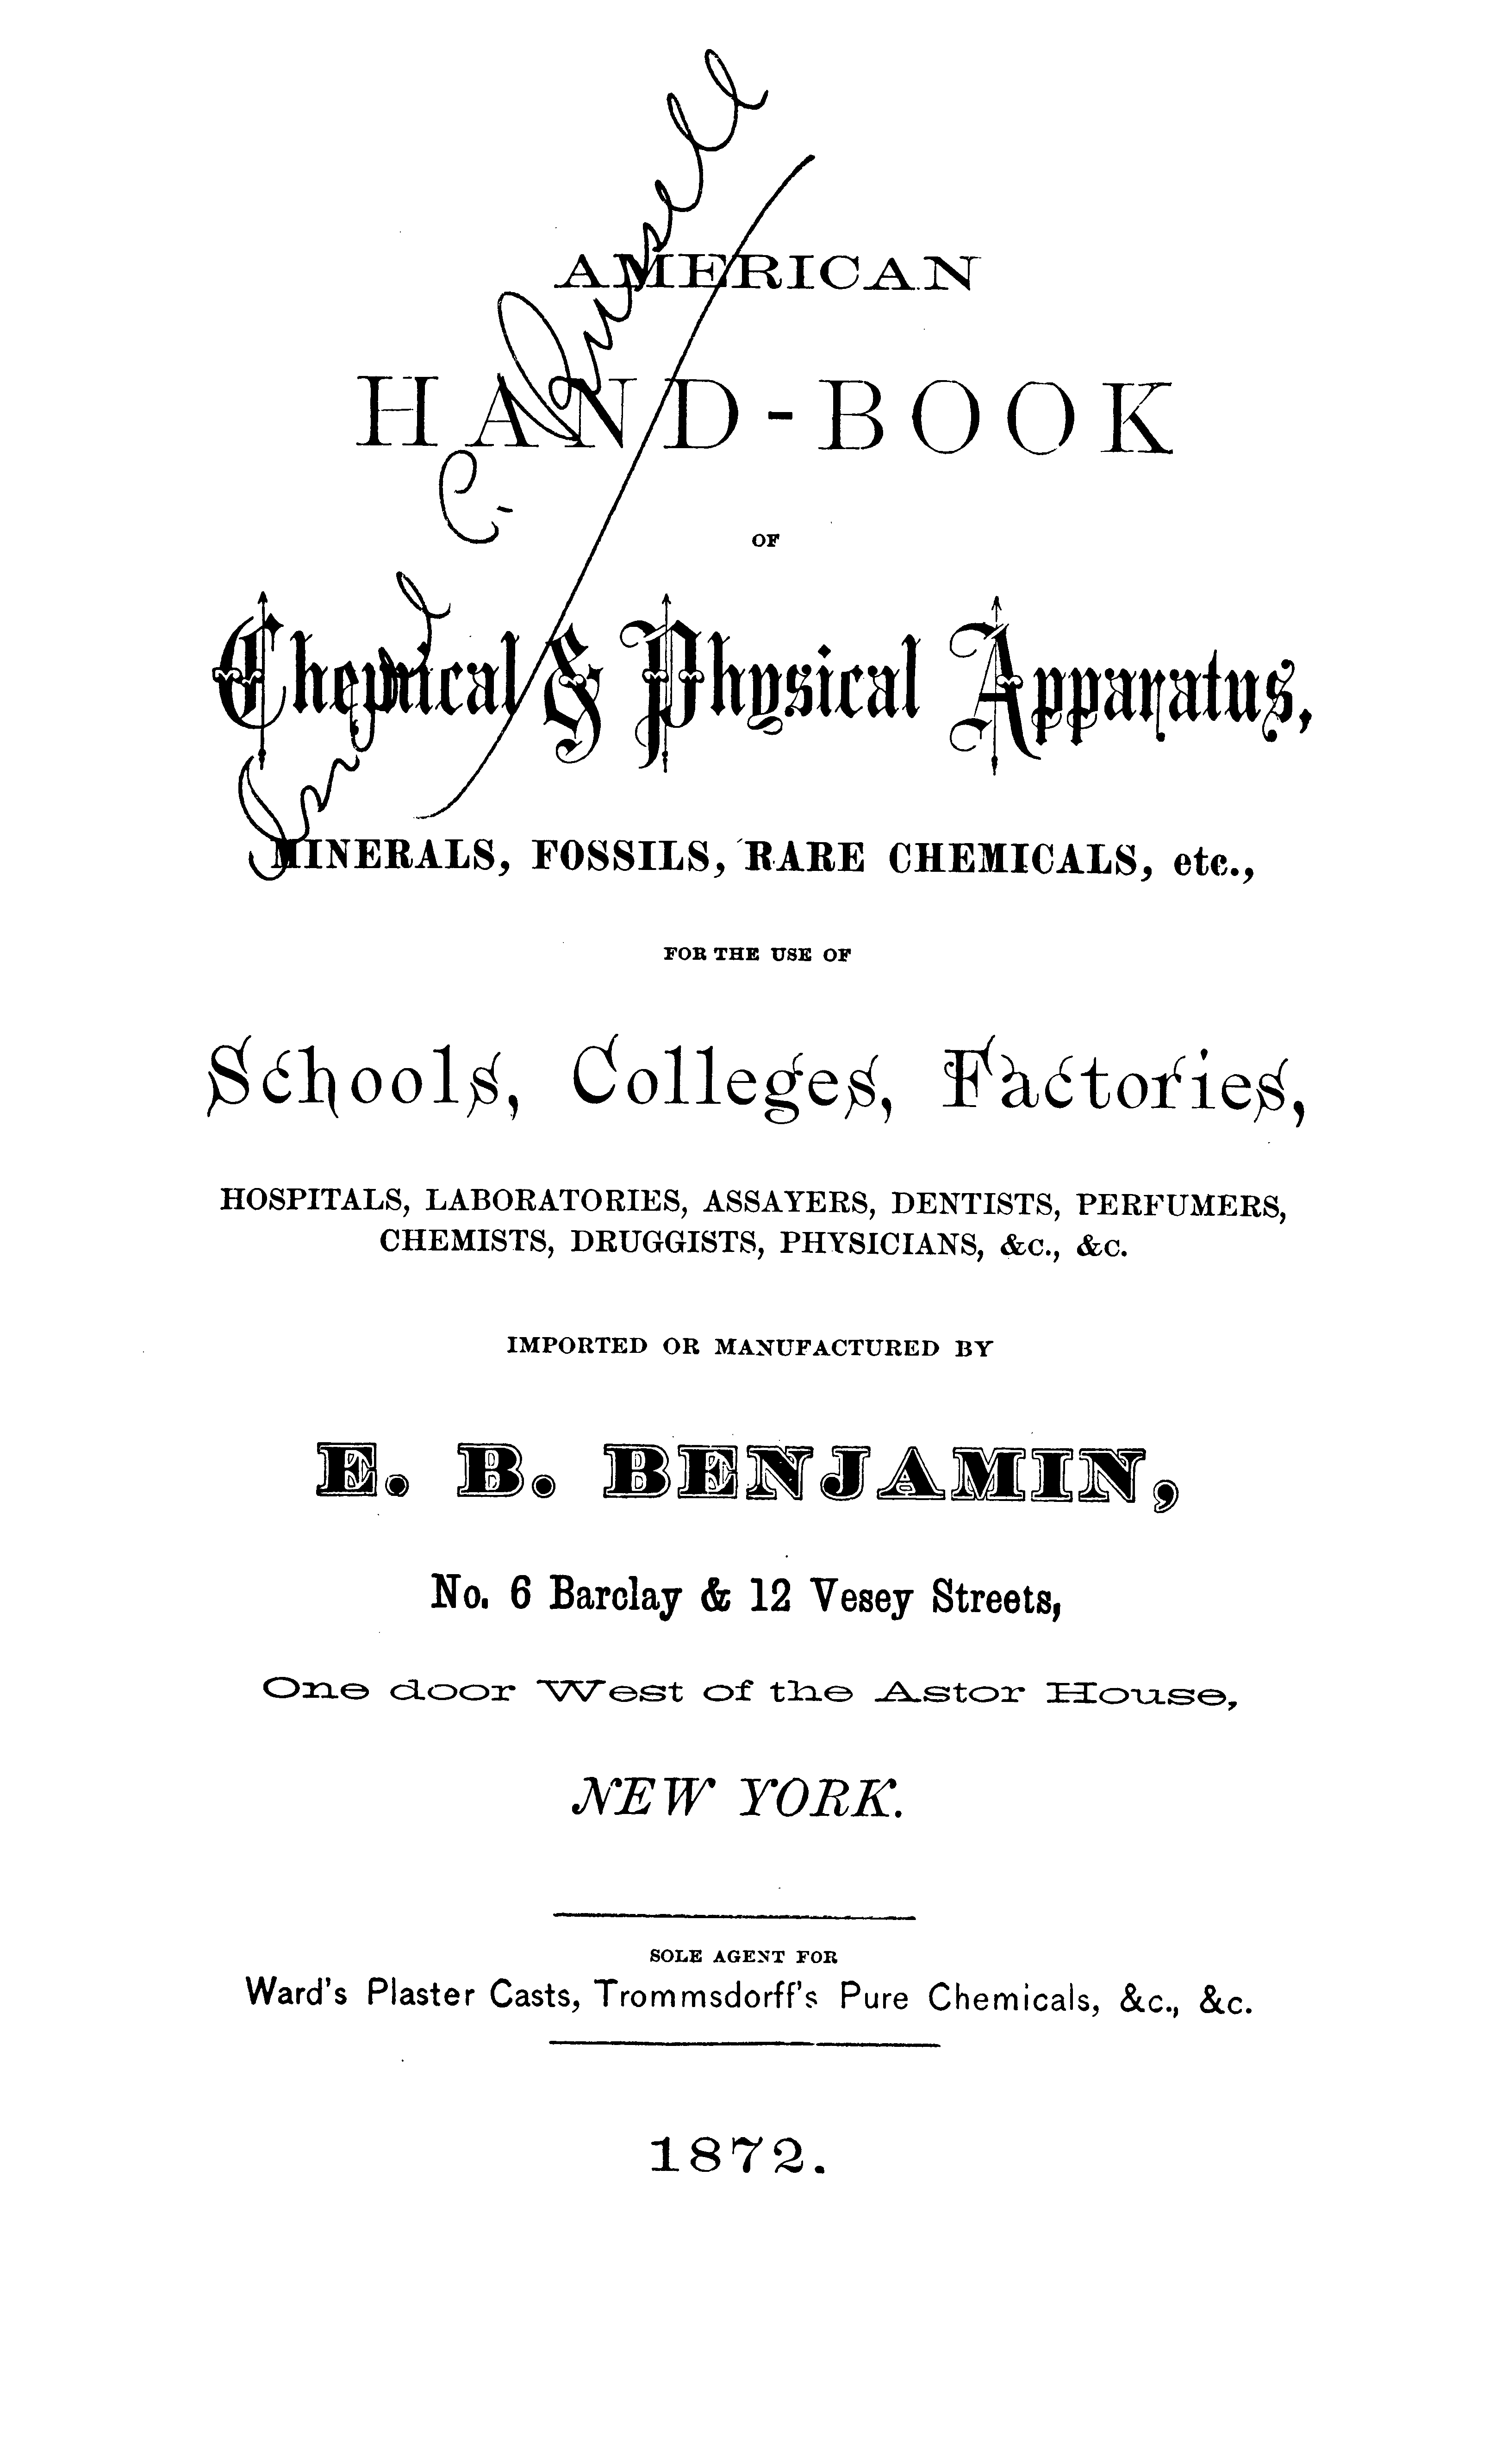 AMERICAN
HAND-BOOK
OF
Chemical & Physical Apparatus,
MINERALS, FOSSILS, RARE CHEMICALS, etc.,
FOR THE USE OF
Schools, Colleges, Factories,
HOSPITALS, LABORATORIES, ASSAYERS, DENTISTS, PERFUMERS,
CHEMISTS, DRUGGISTS, PHYSICIANS, &c., &c.
IMPORTED OR MANUFACTURED BY
E. B. BENJAMIN,
No. 6 Barclay & 12 Vesey Streets,
One door West of the Astor House,
NEW YORK.
SOLE AGENT FOR
Ward's Plaster Casts, Trommsdorff's Pure Chemicals, &c., &c.
1872.
C. Russell